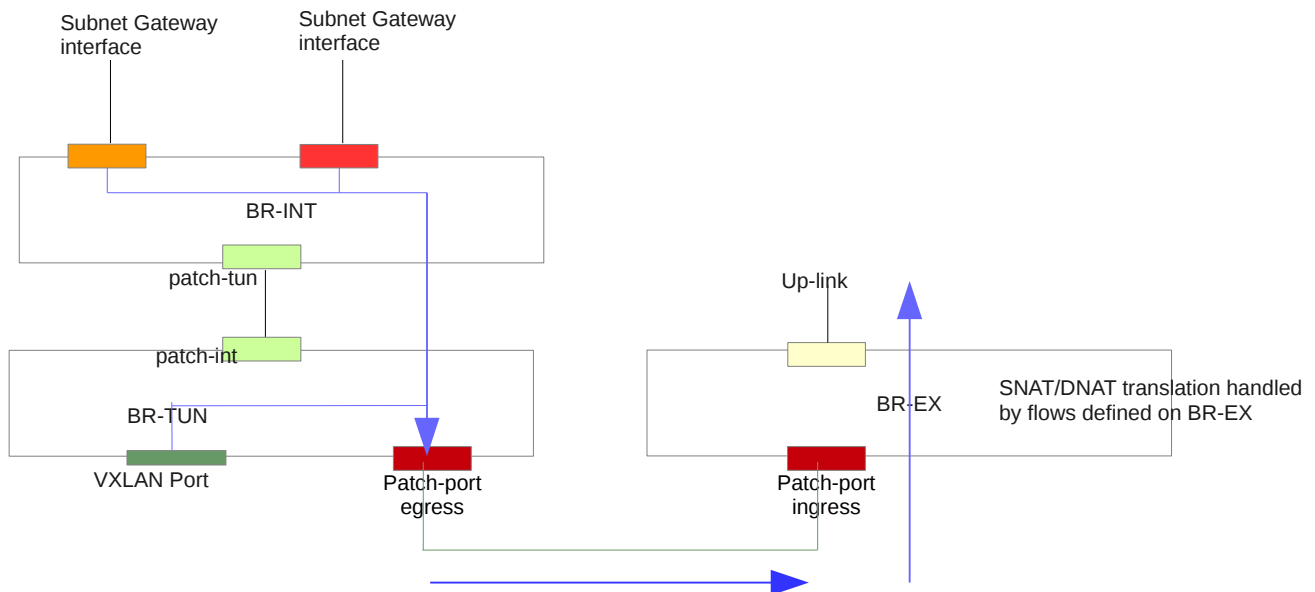 Subnet Gateway
interface
Subnet Gateway
interface
BR-INT
patch-tun
Up-link
patch-int
BR-TUN
BR-EX
SNAT/DNAT translation handled
by flows defined on BR-EX
VXLAN Port
Patch-port
egress
Patch-port
ingress